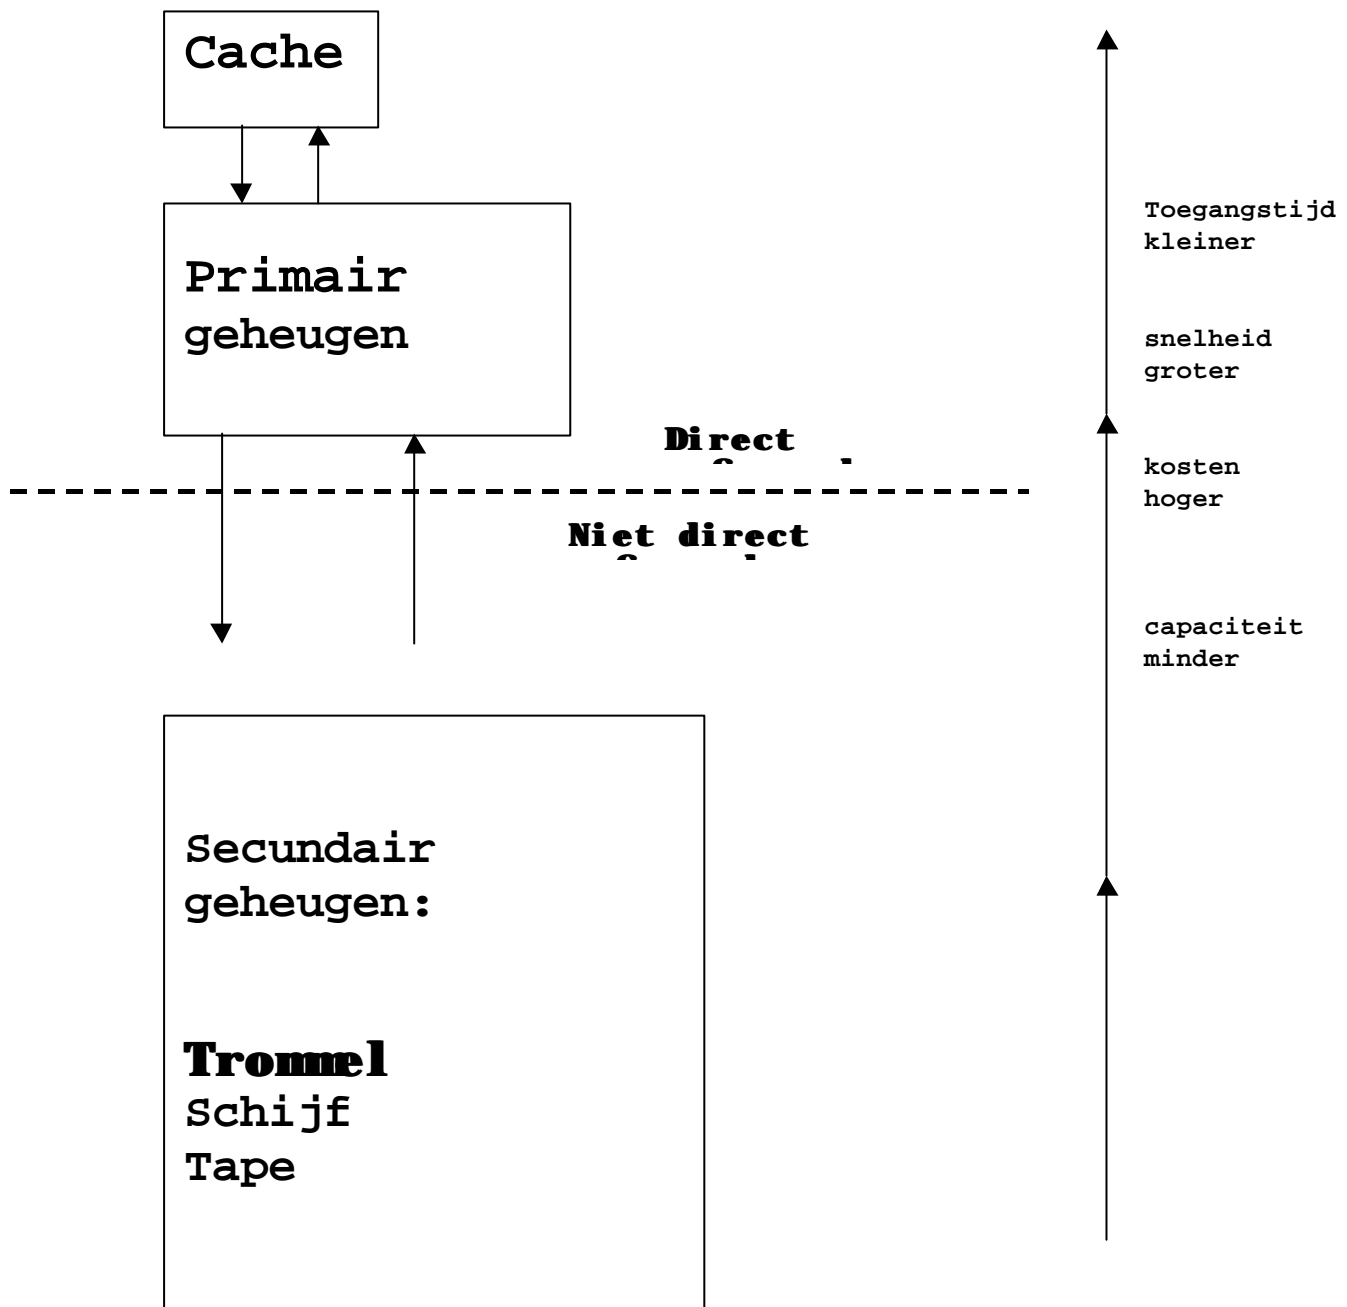 Cache
Primair
geheugen
Direct
Niet direct
Secundair
geheugen:
Trommel
Schijf
Tape
Toegangstijd
kleiner
snelheid
groter
kosten
hoger
capaciteit
minder